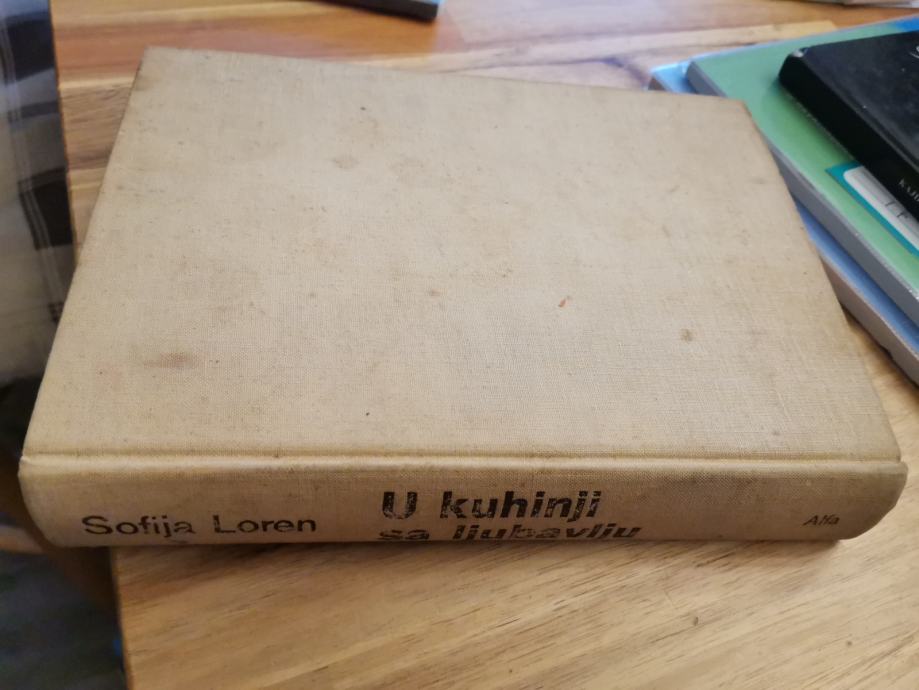 Sofija Loren
U kuhinji
sa ljubavlju
Alfa